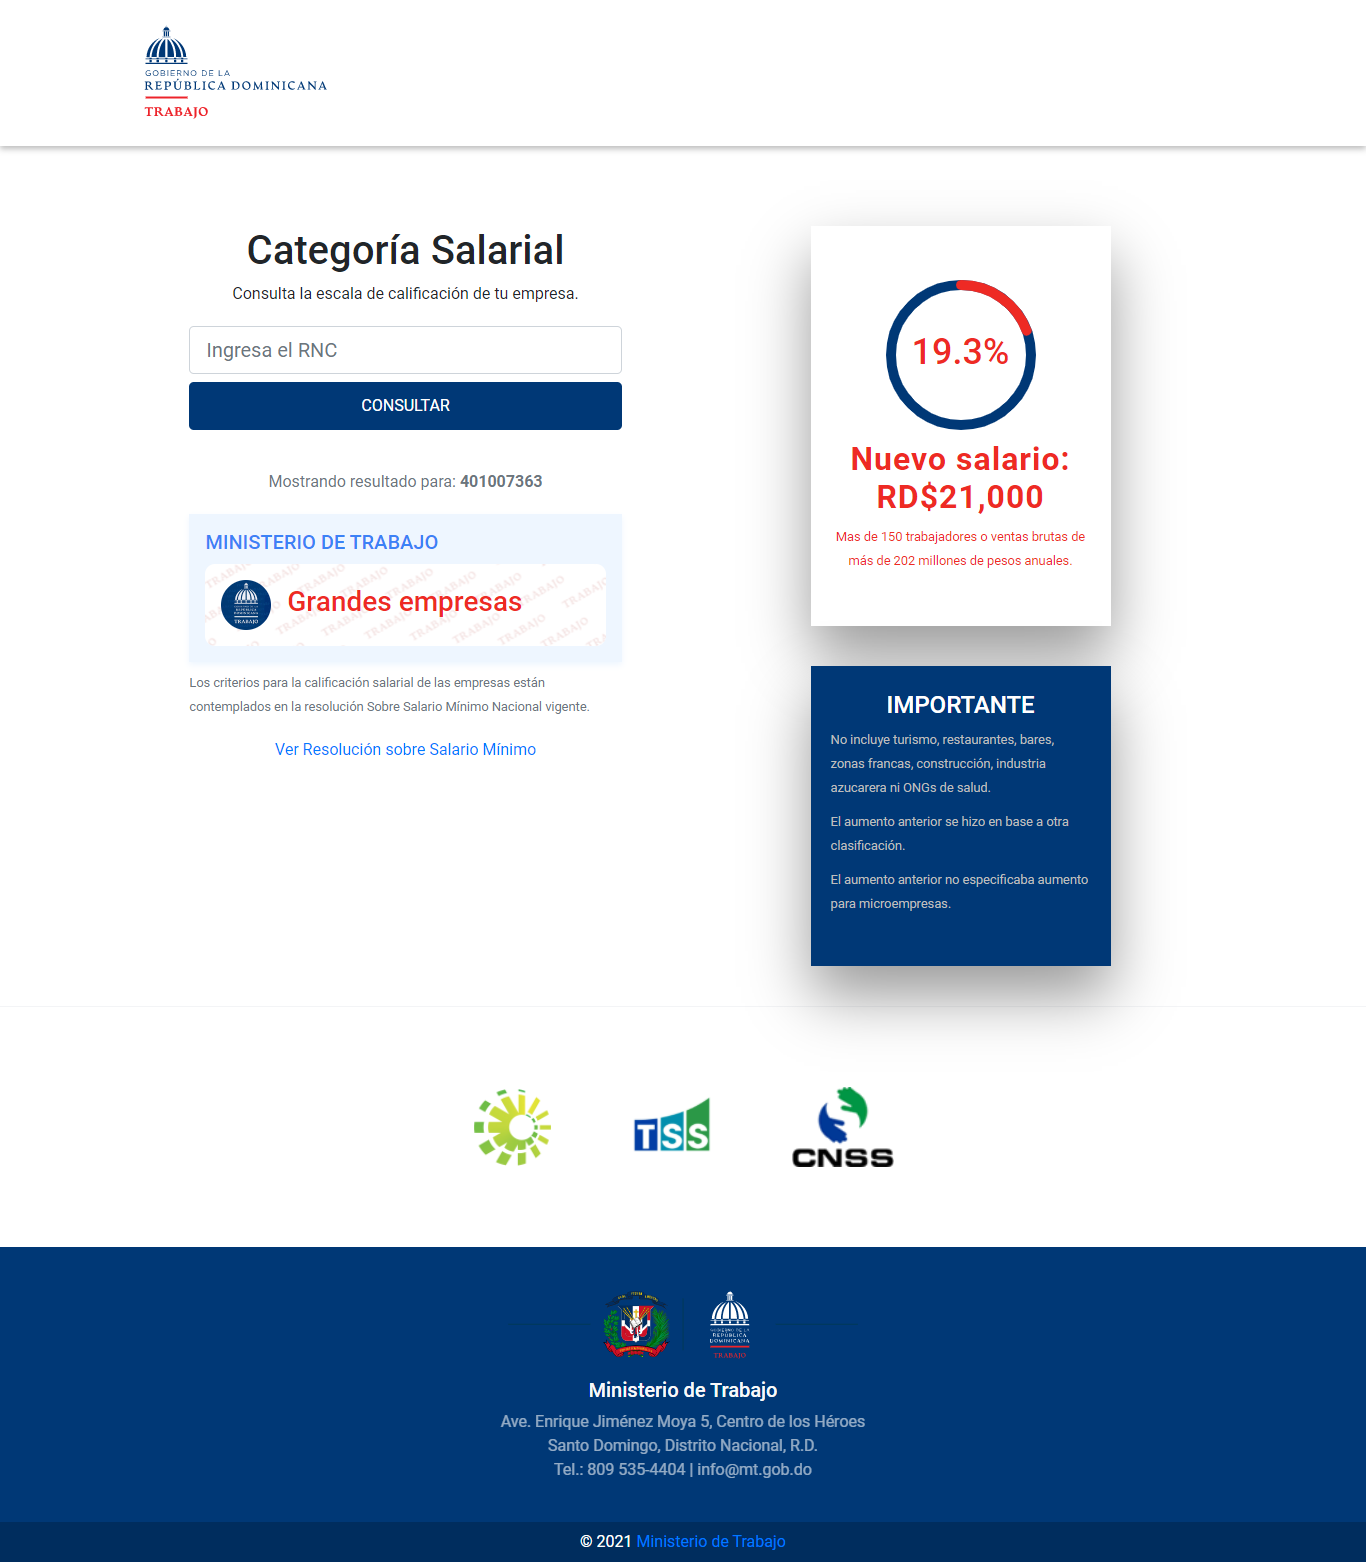 GOBIERNO DE LA
REPÚBLICA DOMINICANA
TRABAJO
Categoría Salarial
Consulta la escala de calificación de tu empresa.
Ingresa el RNC
CONSULTAR
Mostrando resultado para: 401007363
MINISTERIO DE TRABAJO
Grandes empresas
Los criterios para la calificación salarial de las empresas están
contemplados en la resolución Sobre Salario Mínimo Nacional vigente.
Ver Resolución sobre Salario Mínimo
19.3%
Nuevo salario:
RD$21,000
Mas de 150 trabajadores o ventas brutas de
más de 202 millones de pesos anuales.
IMPORTANTE
No incluye turismo, restaurantes, bares,
zonas francas, construcción, industria
azucarera ni ONGs de salud.
El aumento anterior se hizo en base a otra
clasificación.
El aumento anterior no especificaba aumento
para microempresas.
TSS
CNSS
GOBIERNO DE LA
REPÚBLICA
DOMINICANA
TRABAJO
Ministerio de Trabajo
Ave. Enrique Jiménez Moya 5, Centro de los Héroes
Santo Domingo, Distrito Nacional, R.D.
Tel.: 809 535-4404 | info@mt.gob.do
© 2021 Ministerio de Trabajo